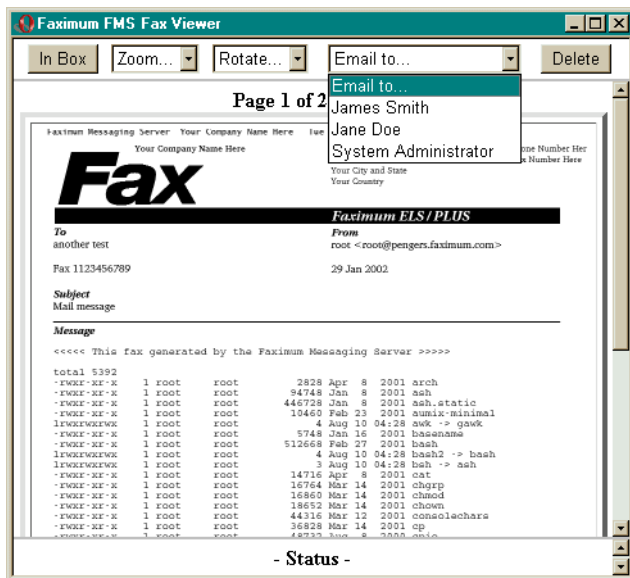 Faximum FMS Fax Viewer
In Box Zoom... Rotate... Email to... Delete
Email to...
James Smith
Jane Doe
System Administrator
Page 1 of 2
Faximum Messaging Server Your Company Name Here Tue
Your Company Name Here
one Number Her
x Number Here
Your City and State
Your Country
Fax
Faximum ELS / PLUS
To From
another test root <root@pengers.faximum.com>
Fax 1123456789 29 Jan 2002
Subject
Mail message
Message
<<<<< This fax generated by the Faximum Messaging Server >>>>>
total 5392
-rwxr-xr-x 1 root root 2828 Apr 8 2001 arch
-rwxr-xr-x 1 root root 94748 Jan 8 2001 ash
-rwxr-xr-x 1 root root 446728 Jan 8 2001 ash.static
-rwxr-xr-x 1 root root 10460 Feb 23 2001 aumix-minimal
lrwxrwxrwx 1 root root 4 Aug 10 04:28 awk -> gawk
-rwxr-xr-x 1 root root 5748 Jan 16 2001 basename
-rwxr-xr-x 1 root root 512668 Feb 27 2001 bash
lrwxrwxrwx 1 root root 4 Aug 10 04:28 bash2 -> bash
lrwxrwxrwx 1 root root 3 Aug 10 04:28 bsh -> ash
-rwxr-xr-x 1 root root 14716 Apr 8 2001 cat
-rwxr-xr-x 1 root root 16764 Mar 14 2001 chgrp
-rwxr-xr-x 1 root root 16860 Mar 14 2001 chmod
-rwxr-xr-x 1 root root 18652 Mar 14 2001 chown
-rwxr-xr-x 1 root root 44316 Mar 12 2001 consolechars
-rwxr-xr-x 1 root root 36828 Mar 14 2001 cp
- Status -